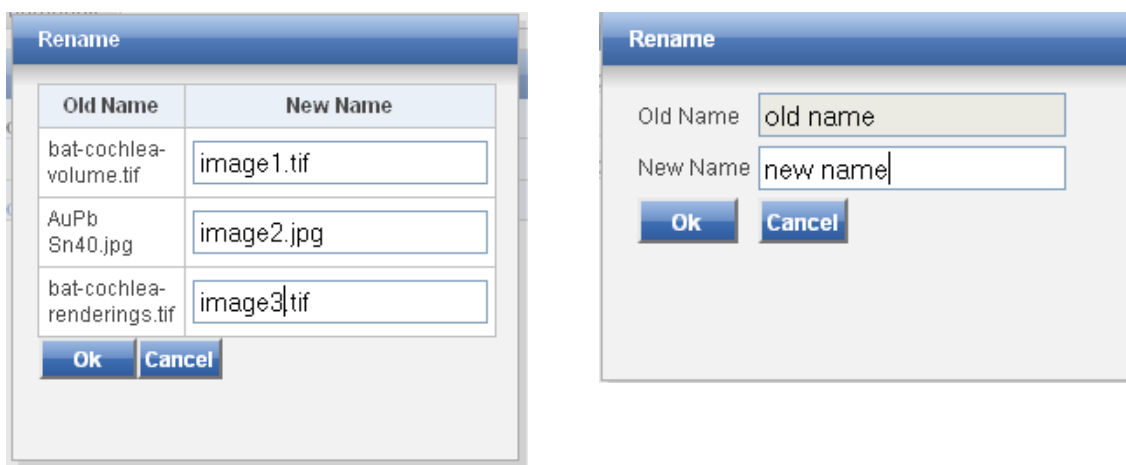 Rename
Old Name New Name
bat-cochlea-
volume.tif
image1.tif
AuPb
Sn40.jpg
image2.jpg
bat-cochlea-
renderings.tif
image3.tif
Ok Cancel
Rename
Old Name old name
New Name new name
Ok Cancel